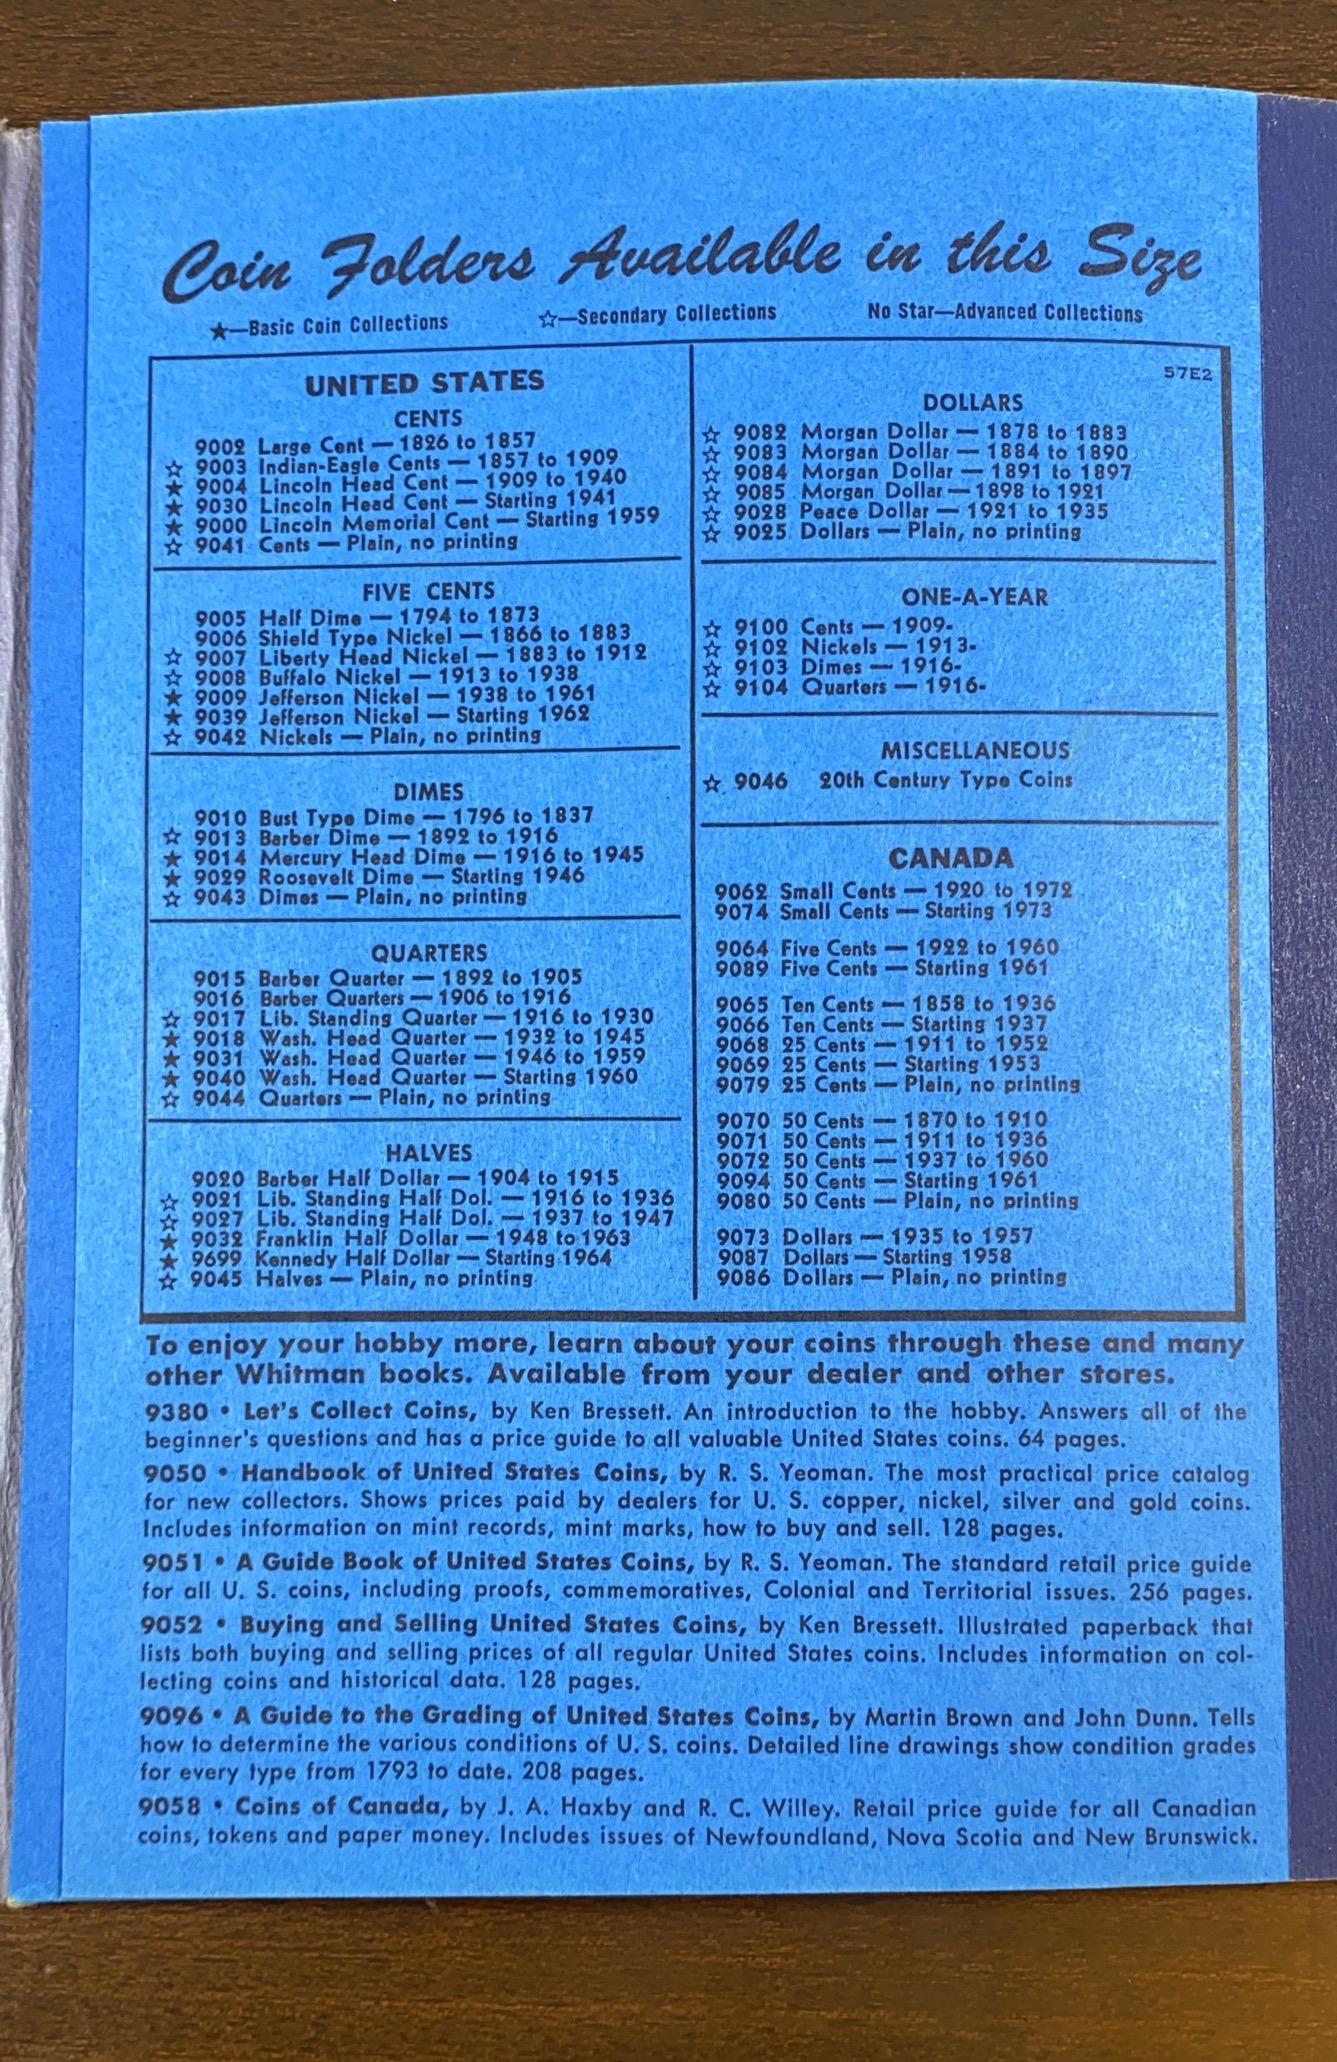 Coin Folders Available in this Size
★—Basic Coin Collections ☆—Secondary Collections No Star—Advanced Collections
UNITED STATES
CENTS
9002 Large Cent — 1826 to 1857
☆ 9003 Indian-Eagle Cents — 1857 to 1909
★ 9004 Lincoln Head Cent — 1909 to 1940
★ 9030 Lincoln Head Cent — Starting 1941
★ 9000 Lincoln Memorial Cent — Starting 1959
☆ 9041 Cents — Plain, no printing
FIVE CENTS
9005 Half Dime — 1794 to 1873
9006 Shield Type Nickel — 1866 to 1883
☆ 9007 Liberty Head Nickel — 1883 to 1912
☆ 9008 Buffalo Nickel — 1913 to 1938
★ 9009 Jefferson Nickel — 1938 to 1961
★ 9039 Jefferson Nickel — Starting 1962
☆ 9042 Nickels — Plain, no printing
DIMES
9010 Bust Type Dime — 1796 to 1837
☆ 9013 Barber Dime — 1892 to 1916
★ 9014 Mercury Head Dime — 1916 to 1945
★ 9029 Roosevelt Dime — Starting 1946
☆ 9043 Dimes — Plain, no printing
QUARTERS
9015 Barber Quarter — 1892 to 1905
9016 Barber Quarters — 1906 to 1916
☆ 9017 Lib. Standing Quarter — 1916 to 1930
★ 9018 Wash. Head Quarter — 1932 to 1945
★ 9031 Wash. Head Quarter — 1946 to 1959
★ 9040 Wash. Head Quarter — Starting 1960
☆ 9044 Quarters — Plain, no printing
HALVES
9020 Barber Half Dollar — 1904 to 1915
☆ 9021 Lib. Standing Half Dol. — 1916 to 1936
☆ 9027 Lib. Standing Half Dol. — 1937 to 1947
★ 9032 Franklin Half Dollar — 1948 to 1963
★ 9699 Kennedy Half Dollar — Starting 1964
☆ 9045 Halves — Plain, no printing
57E2
DOLLARS
☆ 9082 Morgan Dollar — 1878 to 1883
☆ 9083 Morgan Dollar — 1884 to 1890
☆ 9084 Morgan Dollar — 1891 to 1897
☆ 9085 Morgan Dollar — 1898 to 1921
☆ 9028 Peace Dollar — 1921 to 1935
☆ 9025 Dollars — Plain, no printing
ONE-A-YEAR
☆ 9100 Cents — 1909-
☆ 9102 Nickels — 1913-
☆ 9103 Dimes — 1916-
☆ 9104 Quarters — 1916-
MISCELLANEOUS
☆ 9046 20th Century Type Coins
CANADA
9062 Small Cents — 1920 to 1972
9074 Small Cents — Starting 1973
9064 Five Cents — 1922 to 1960
9089 Five Cents — Starting 1961
9065 Ten Cents — 1858 to 1936
9066 Ten Cents — Starting 1937
9068 25 Cents — 1911 to 1952
9069 25 Cents — Starting 1953
9079 25 Cents — Plain, no printing
9070 50 Cents — 1870 to 1910
9071 50 Cents — 1911 to 1936
9072 50 Cents — 1937 to 1960
9094 50 Cents — Starting 1961
9080 50 Cents — Plain, no printing
9073 Dollars — 1935 to 1957
9087 Dollars — Starting 1958
9086 Dollars — Plain, no printing
To enjoy your hobby more, learn about your coins through these and many
other Whitman books. Available from your dealer and other stores.
9380 • Let's Collect Coins, by Ken Bressett. An introduction to the hobby. Answers all of the
beginner's questions and has a price guide to all valuable United States coins. 64 pages.
9050 • Handbook of United States Coins, by R. S. Yeoman. The most practical price catalog
for new collectors. Shows prices paid by dealers for U. S. copper, nickel, silver and gold coins.
Includes information on mint records, mint marks, how to buy and sell. 128 pages.
9051 • A Guide Book of United States Coins, by R. S. Yeoman. The standard retail price guide
for all U. S. coins, including proofs, commemoratives, Colonial and Territorial issues. 256 pages.
9052 • Buying and Selling United States Coins, by Ken Bressett. Illustrated paperback that
lists both buying and selling prices of all regular United States coins. Includes information on col-
lecting coins and historical data. 128 pages.
9096 • A Guide to the Grading of United States Coins, by Martin Brown and John Dunn. Tells
how to determine the various conditions of U. S. coins. Detailed line drawings show condition grades
for every type from 1793 to date. 208 pages.
9058 • Coins of Canada, by J. A. Haxby and R. C. Willey. Retail price guide for all Canadian
coins, tokens and paper money. Includes issues of Newfoundland, Nova Scotia and New Brunswick.